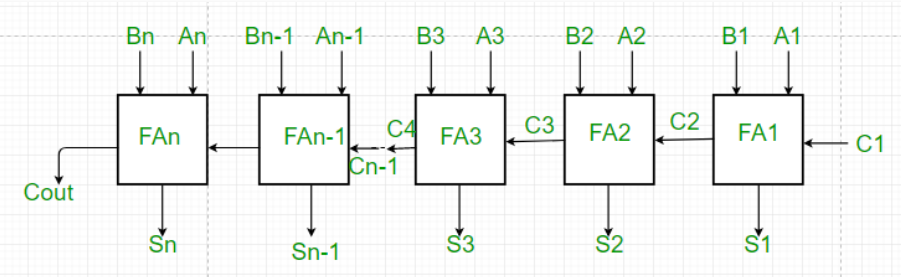 Bn An Bn-1 An-1 B3 A3 B2 A2 B1 A1
FAn FAn-1 C4 FA3 C3 FA2 C2 FA1 C1
Cn-1
Cout
Sn Sn-1 S3 S2 S1